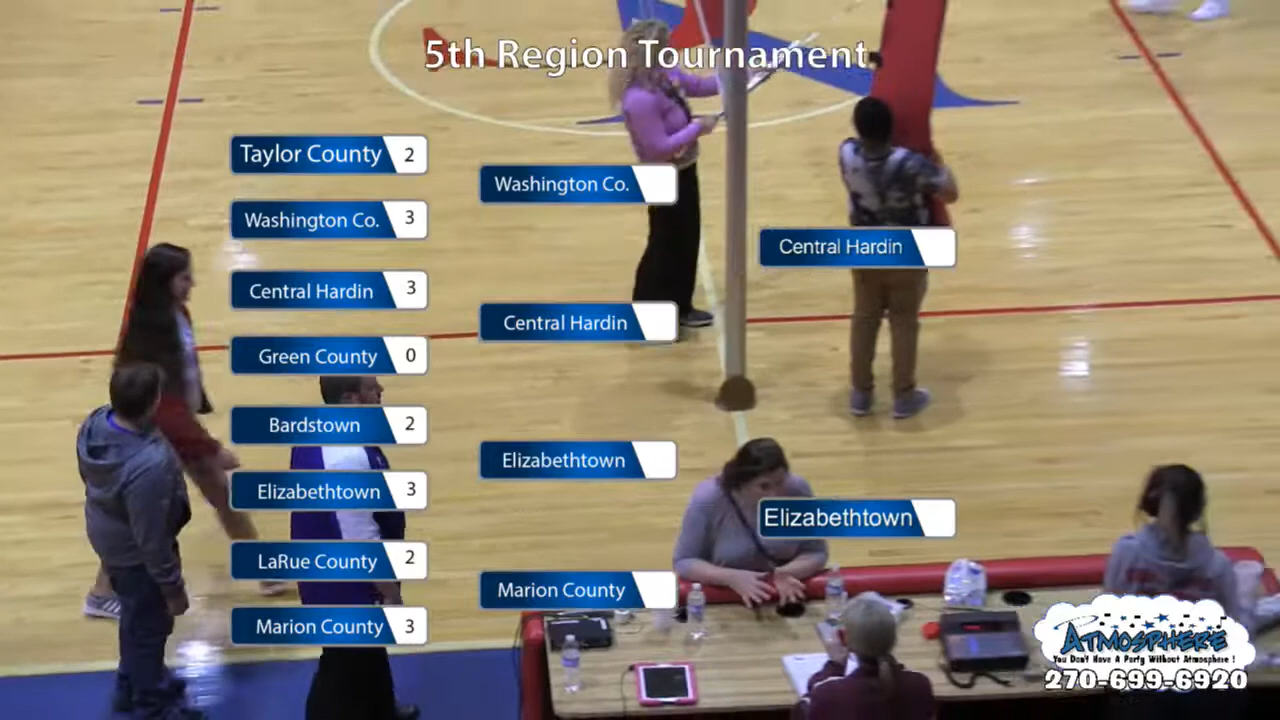 5th Region Tournament
Taylor County 2
Washington Co. 3
Central Hardin 3
Green County 0
Bardstown 2
Elizabethtown 3
LaRue County 2
Marion County 3
Washington Co.
Central Hardin
Elizabethtown
Marion County
Central Hardin
Elizabethtown
ATMOSPHERE
You Don't Have A Party Without Atmosphere !
270-699-6920